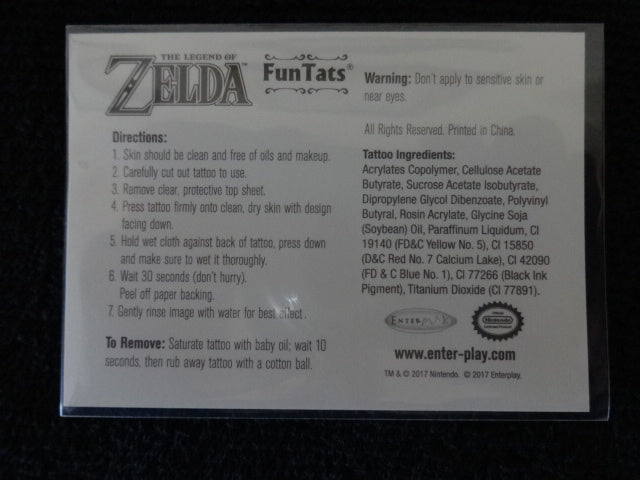 THE LEGEND OF
ZELDA™
FunTats®
Directions:
1. Skin should be clean and free of oils and makeup.
2. Carefully cut out tattoo to use.
3. Remove clear, protective top sheet.
4. Press tattoo firmly onto clean, dry skin with design
facing down.
5. Hold wet cloth against back of tattoo, press down
and make sure to wet it thoroughly.
6. Wait 30 seconds (don't hurry).
Peel off paper backing.
7. Gently rinse image with water for best effect.
To Remove: Saturate tattoo with baby oil; wait 10
seconds, then rub away tattoo with a cotton ball.
Warning: Don't apply to sensitive skin or
near eyes.
All Rights Reserved. Printed in China.
Tattoo Ingredients:
Acrylates Copolymer, Cellulose Acetate
Butyrate, Sucrose Acetate Isobutyrate,
Dipropylene Glycol Dibenzoate, Polyvinyl
Butyral, Rosin Acrylate, Glycine Soja
(Soybean) Oil, Paraffinum Liquidum, CI
19140 (FD&C Yellow No. 5), CI 15850
(D&C Red No. 7 Calcium Lake), CI 42090
(FD & C Blue No. 1), CI 77266 (Black Ink
Pigment), Titanium Dioxide (CI 77891).
ENTERPLAY
Official
Nintendo
Licensed Product
www.enter-play.com
TM & © 2017 Nintendo. © 2017 Enterplay.